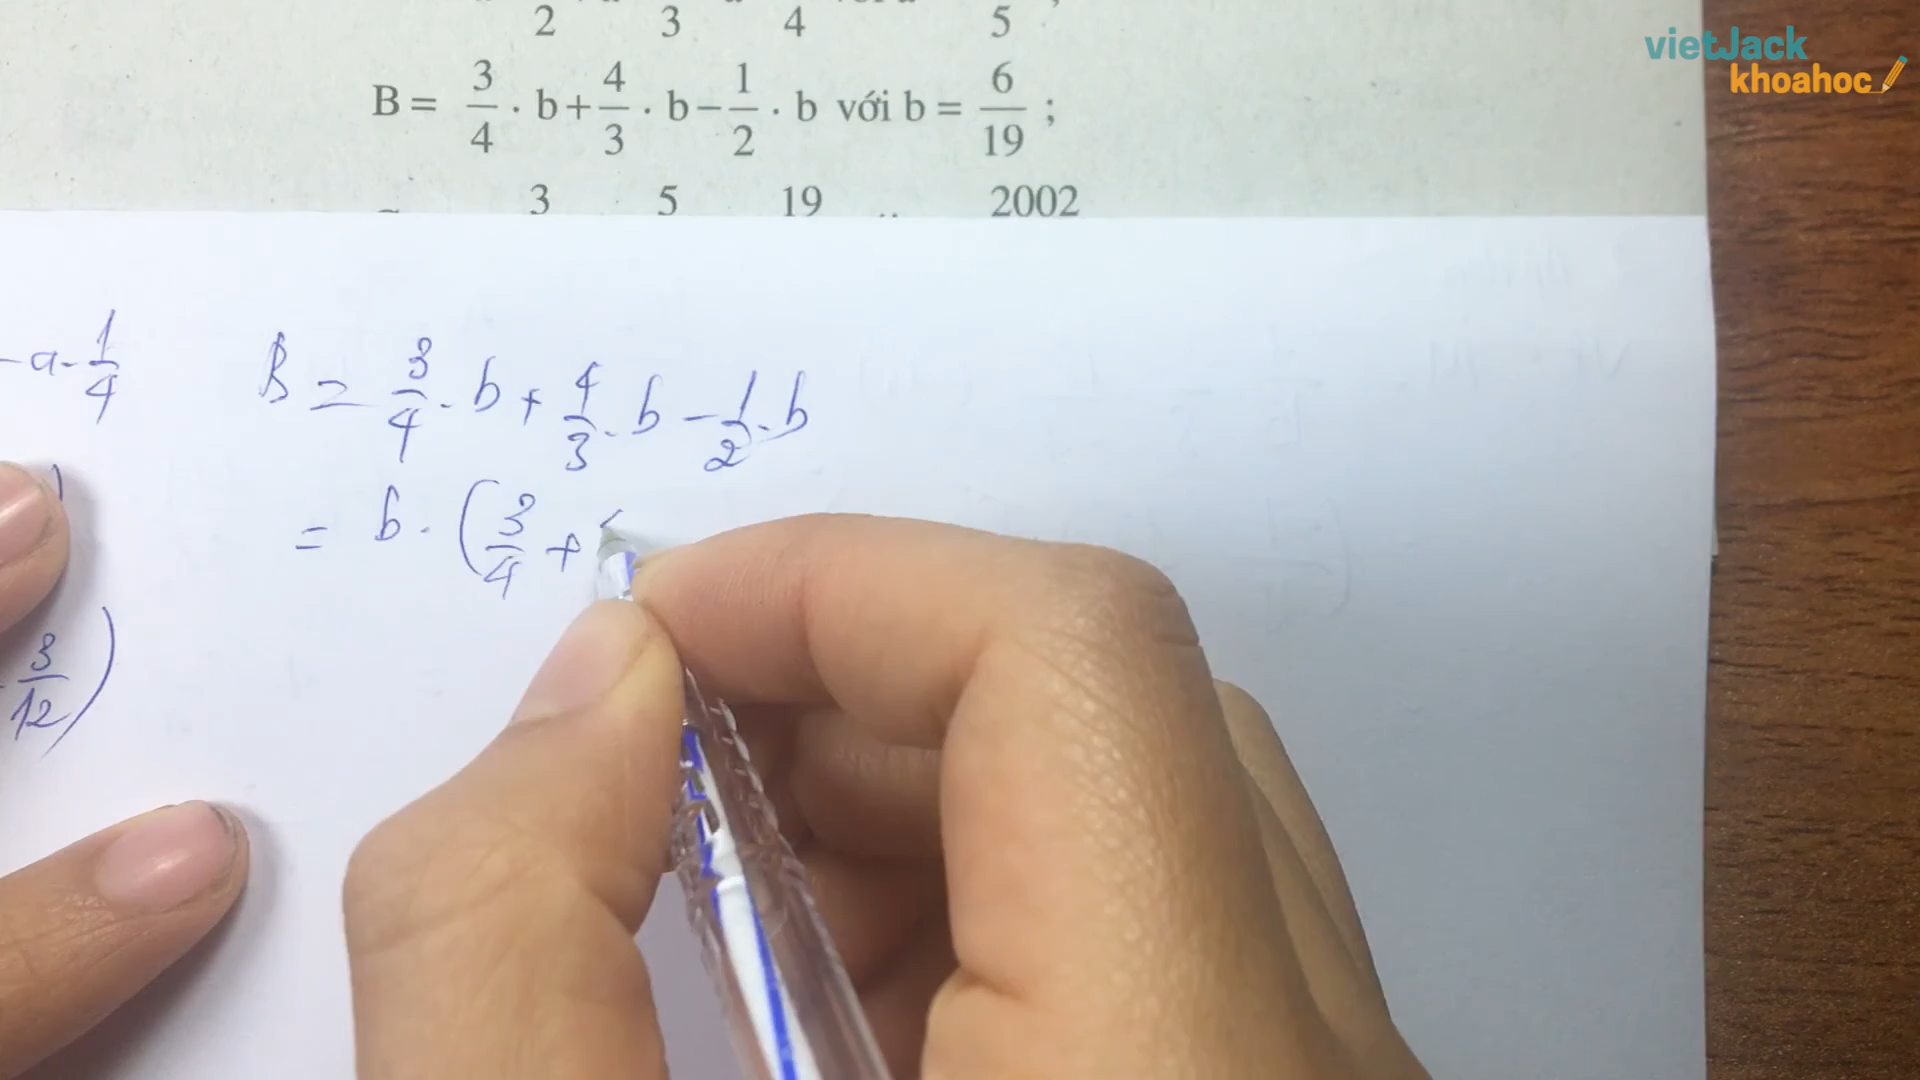 vietJack
khoahoc
2 3 4 5 ;
B = 3/4 · b + 4/3 · b − 1/2 · b với b = 6/19 ;
3 5 19 2002
- a · 1/4
B = 3/4 . b + 4/3 . b - 1/2 . b
= b . ( 3/4 +
3/12 )